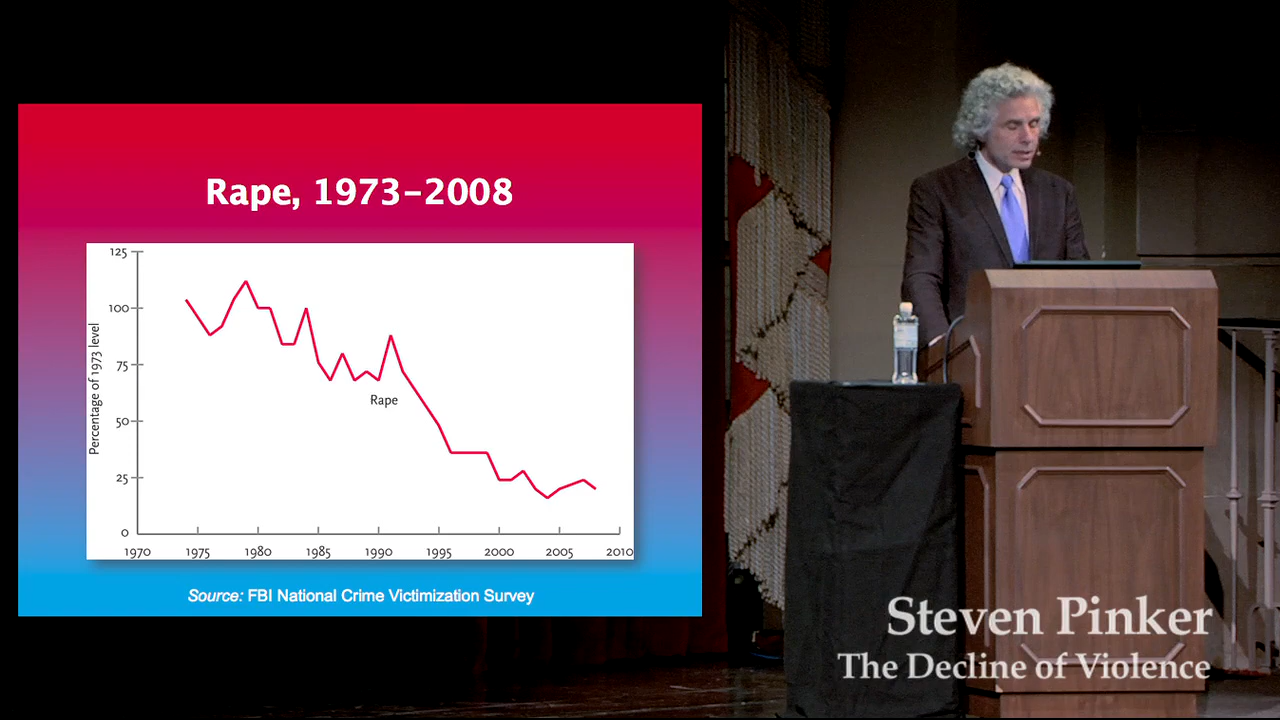 Rape, 1973–2008
Percentage of 1973 level
125
100
75
50
25
0
Rape
1970 1975 1980 1985 1990 1995 2000 2005 2010
Source: FBI National Crime Victimization Survey
Steven Pinker
The Decline of Violence